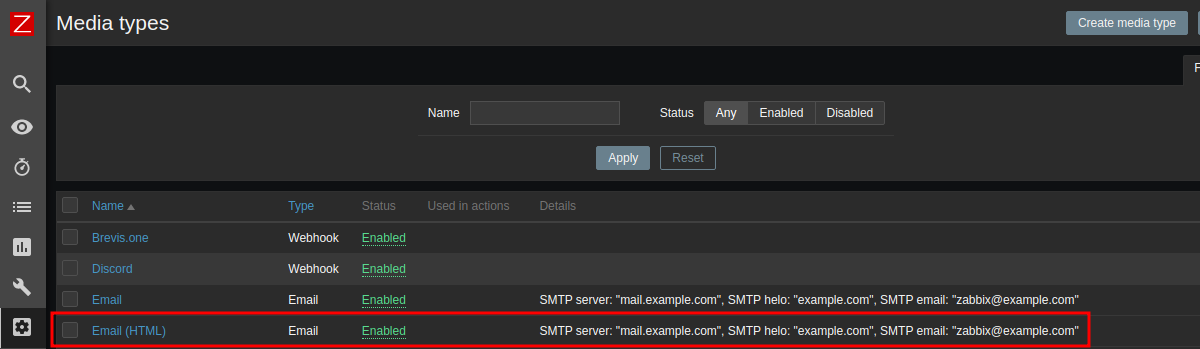 Z Media types Create media type
F
Name Status Any Enabled Disabled
Apply Reset
Name Type Status Used in actions Details
Brevis.one Webhook Enabled
Discord Webhook Enabled
Email Email Enabled SMTP server: "mail.example.com", SMTP helo: "example.com", SMTP email: "zabbix@example.com"
Email (HTML) Email Enabled SMTP server: "mail.example.com", SMTP helo: "example.com", SMTP email: "zabbix@example.com"